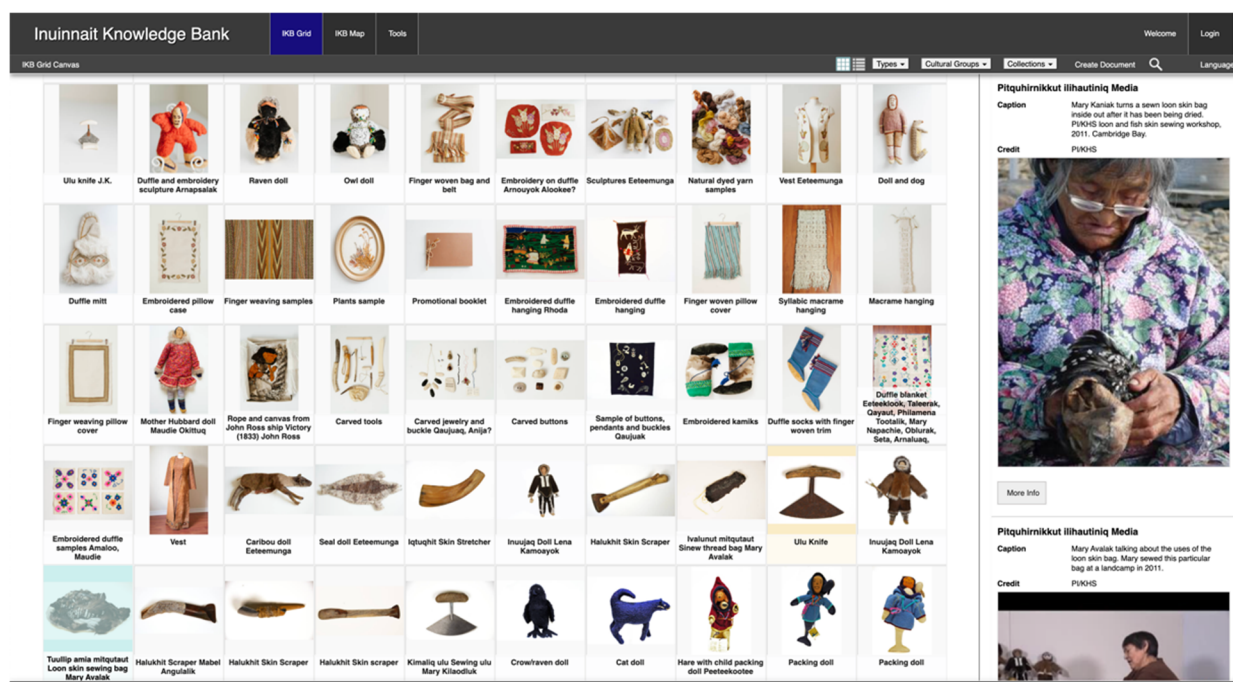 Inuinnait Knowledge Bank
IKB Grid
IKB Map
Tools
Welcome
Login
IKB Grid Canvas
Types
Cultural Groups
Collections
Create Document
Language
Ulu knife J.K.
Duffle and embroidery
sculpture Arnapsalak
Raven doll
Owl doll
Finger woven bag and
belt
Embroidery on duffle
Arnouyok Alookee?
Sculptures Eeteemunga
Natural dyed yarn
samples
Vest Eeteemunga
Doll and dog
Duffle mitt
Embroidered pillow
case
Finger weaving samples
Plants sample
Promotional booklet
Embroidered duffle
hanging Rhoda
Embroidered duffle
hanging
Finger woven pillow
cover
Syllabic macrame
hanging
Macrame hanging
Finger weaving pillow
cover
Mother Hubbard doll
Maudie Okittuq
Rope and canvas from
John Ross ship Victory
(1833) John Ross
Carved tools
Carved jewelry and
buckle Qaujuaq, Anija?
Carved buttons
Sample of buttons,
pendants and buckles
Qaujuak
Embroidered kamiks
Duffle socks with finger
woven trim
Duffle blanket
Eeteeklook, Taleerak,
Qayaut, Philamena
Tootalik, Mary
Napachie, Oblurak,
Seta, Arnaluaq,
Embroidered duffle
samples Amaloo,
Maudie
Vest
Caribou doll
Eeteemunga
Seal doll Eeteemunga
Iqtuqhit Skin Stretcher
Inuujaq Doll Lena
Kamoayok
Halukhit Skin Scraper
Ivalunut mitqutaut
Sinew thread bag Mary
Avalak
Ulu Knife
Inuujaq Doll Lena
Kamoayok
Tuullip amia mitqutaut
Loon skin sewing bag
Mary Avalak
Halukhit Scraper Mabel
Angulalik
Halukhit Skin Scraper
Halukhit Skin scraper
Kimaliq ulu Sewing ulu
Mary Kilaodluk
Crow/raven doll
Cat doll
Hare with child packing
doll Peeteekootee
Packing doll
Packing doll
Pitquhirnikkut ilihautiniq Media
Caption
Mary Kaniak turns a sewn loon skin bag
inside out after it has been being dried.
PI/KHS loon and fish skin sewing workshop,
2011. Cambridge Bay.
Credit
PI/KHS
More Info
Pitquhirnikkut ilihautiniq Media
Caption
Mary Avalak talking about the uses of the
loon skin bag. Mary sewed this particular
bag at a landcamp in 2011.
Credit
PI/KHS